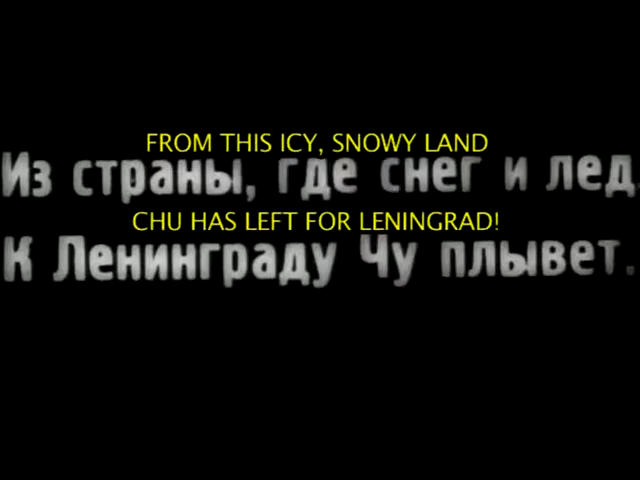 FROM THIS ICY, SNOWY LAND
Из страны, где снег и лед.
CHU HAS LEFT FOR LENINGRAD!
К Ленинграду Чу плывет.